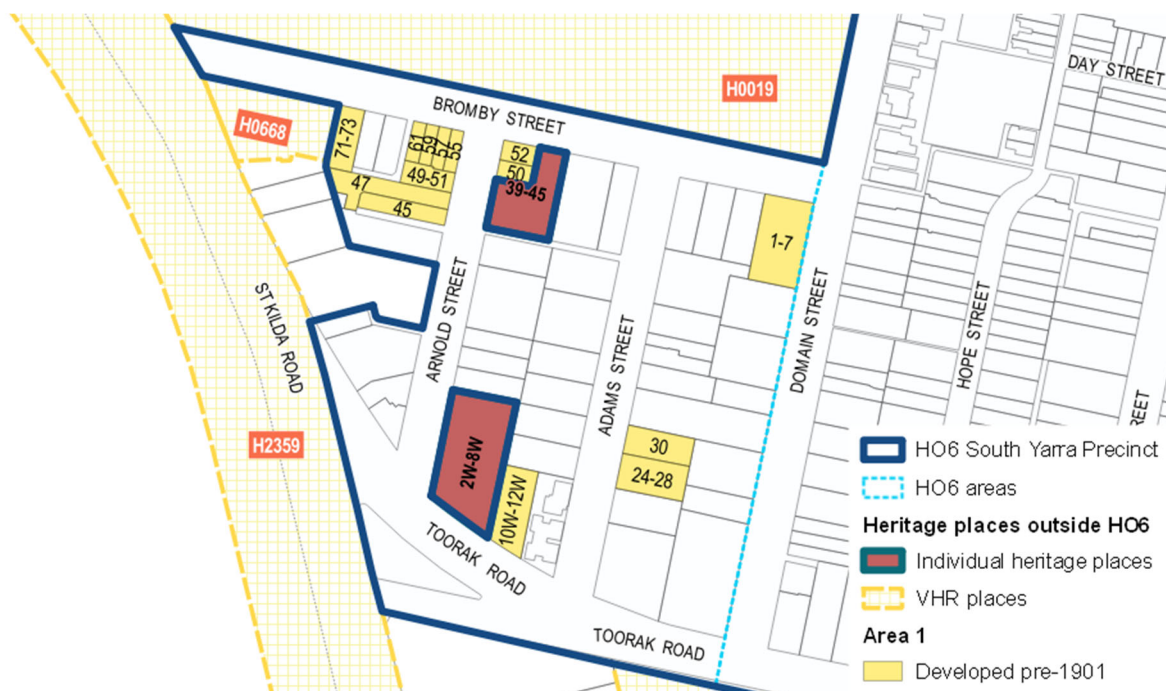 H0019
DAY STREET
BROMBY STREET
H0668
71-73
61
59
57
55
52
50
49-51
39-45
47
45
1-7
ST KILDA ROAD
ARNOLD STREET
ADAMS STREET
DOMAIN STREET
HOPE STREET
STREET
H2359
2W-8W
10W-12W
30
24-28
TOORAK ROAD
TOORAK ROAD
HO6 South Yarra Precinct
HO6 areas
Heritage places outside HO6
Individual heritage places
VHR places
Area 1
Developed pre-1901